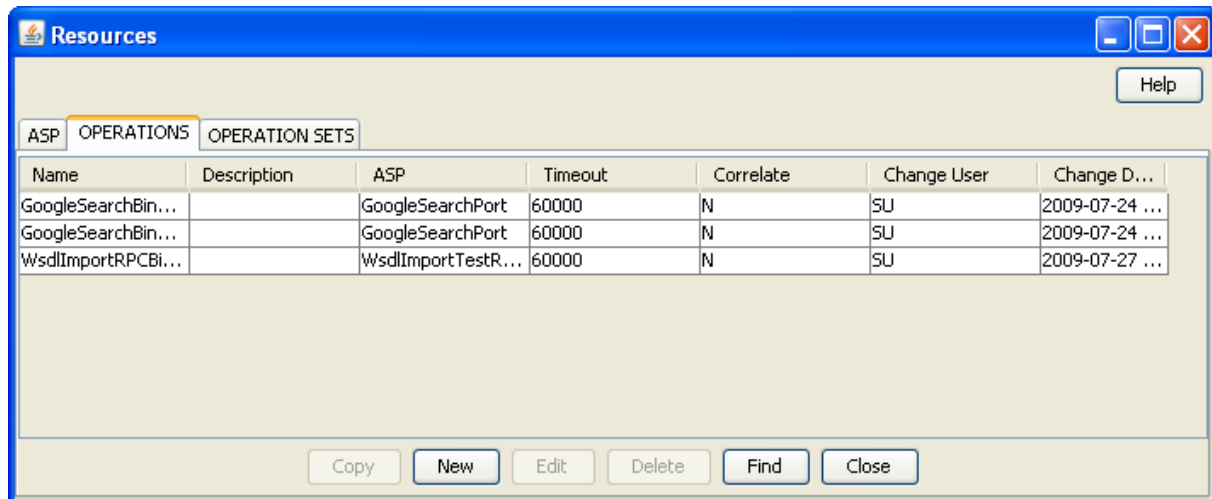 Resources
Help
ASP OPERATIONS OPERATION SETS
Name Description ASP Timeout Correlate Change User Change D...
GoogleSearchBin... GoogleSearchPort 60000 N SU 2009-07-24 ...
GoogleSearchBin... GoogleSearchPort 60000 N SU 2009-07-24 ...
WsdlImportRPCBi... WsdlImportTestR... 60000 N SU 2009-07-27 ...
Copy New Edit Delete Find Close